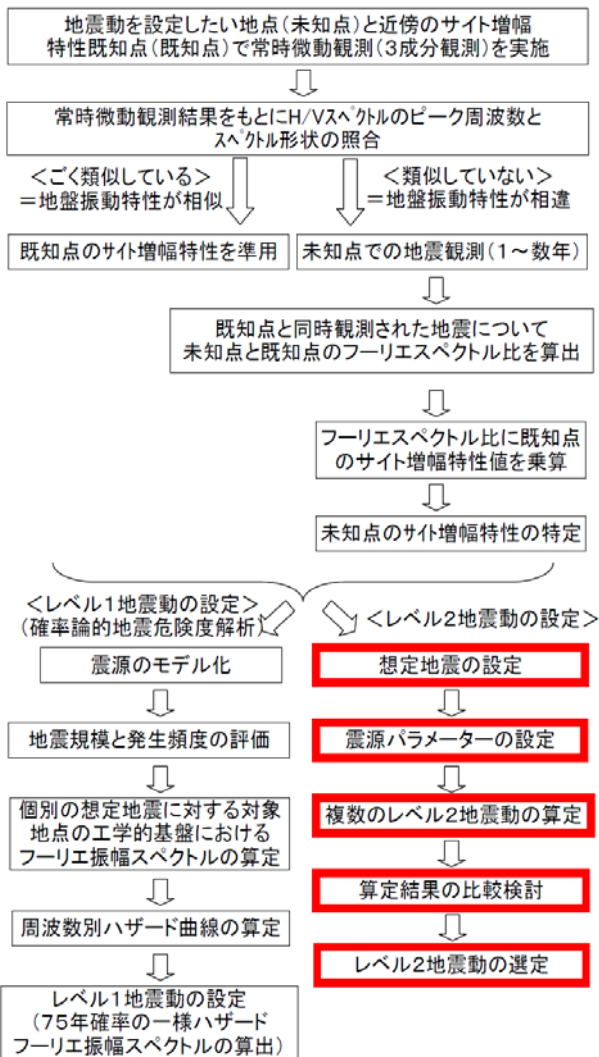 地震動を設定したい地点(未知点)と近傍のサイト増幅
特性既知点(既知点)で常時微動観測(3成分観測)を実施
常時微動観測結果をもとにH/Vスペクトルのピーク周波数と
スペクトル形状の照合
<ごく類似している>
=地盤振動特性が相似
<類似していない>
=地盤振動特性が相違
既知点のサイト増幅特性を準用
未知点での地震観測(1~数年)
既知点と同時観測された地震について
未知点と既知点のフーリエスペクトル比を算出
フーリエスペクトル比に既知点
のサイト増幅特性値を乗算
未知点のサイト増幅特性の特定
<レベル1地震動の設定>
(確率論的地震危険度解析)
震源のモデル化
地震規模と発生頻度の評価
個別の想定地震に対する対象
地点の工学的基盤における
フーリエ振幅スペクトルの算定
周波数別ハザード曲線の算定
レベル1地震動の設定
(75年確率の一様ハザード
フーリエ振幅スペクトルの算出)
<レベル2地震動の設定>
想定地震の設定
震源パラメーターの設定
複数のレベル2地震動の算定
算定結果の比較検討
レベル2地震動の選定